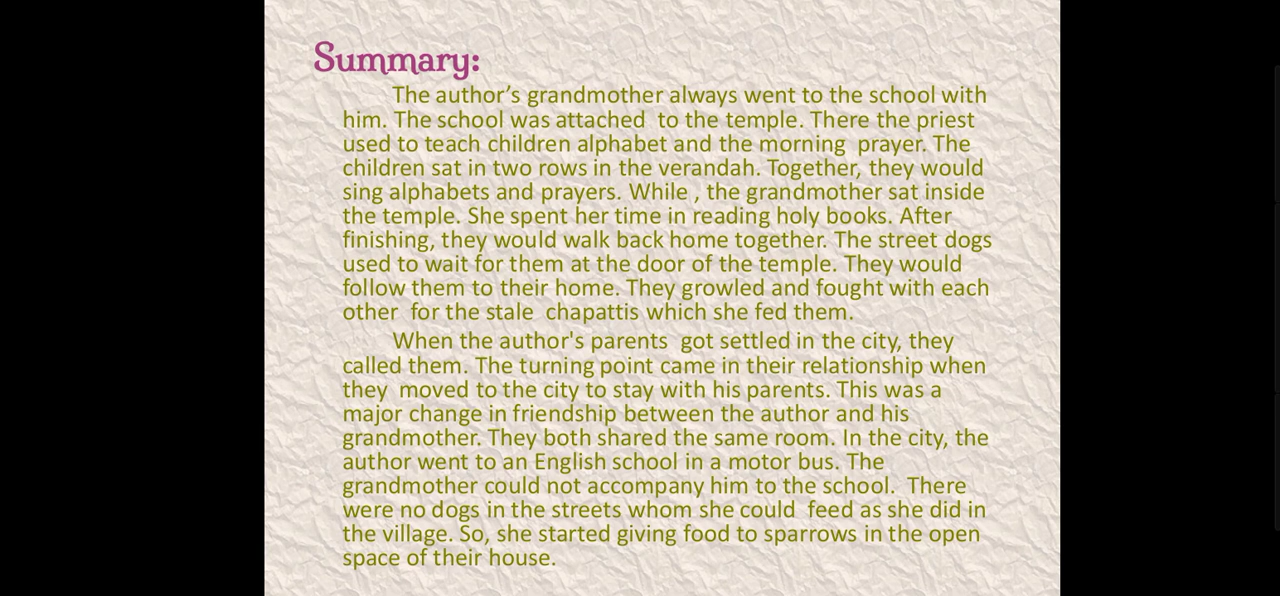 Summary:
The author’s grandmother always went to the school with
him. The school was attached  to the temple. There the priest
used to teach children alphabet and the morning  prayer. The
children sat in two rows in the verandah. Together, they would
sing alphabets and prayers. While , the grandmother sat inside
the temple. She spent her time in reading holy books. After
finishing, they would walk back home together. The street dogs
used to wait for them at the door of the temple. They would
follow them to their home. They growled and fought with each
other  for the stale  chapattis which she fed them.
When the author's parents  got settled in the city, they
called them. The turning point came in their relationship when
they  moved to the city to stay with his parents. This was a
major change in friendship between the author and his
grandmother. They both shared the same room. In the city, the
author went to an English school in a motor bus. The
grandmother could not accompany him to the school.  There
were no dogs in the streets whom she could  feed as she did in
the village. So, she started giving food to sparrows in the open
space of their house.